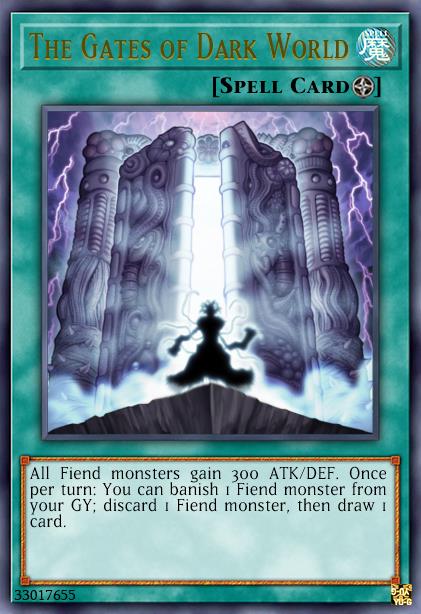 THE GATES OF DARK WORLD
SPELL
魔
[SPELL CARD]
All Fiend monsters gain 300 ATK/DEF. Once
per turn: You can banish 1 Fiend monster from
your GY; discard 1 Fiend monster, then draw 1
card.
33017655